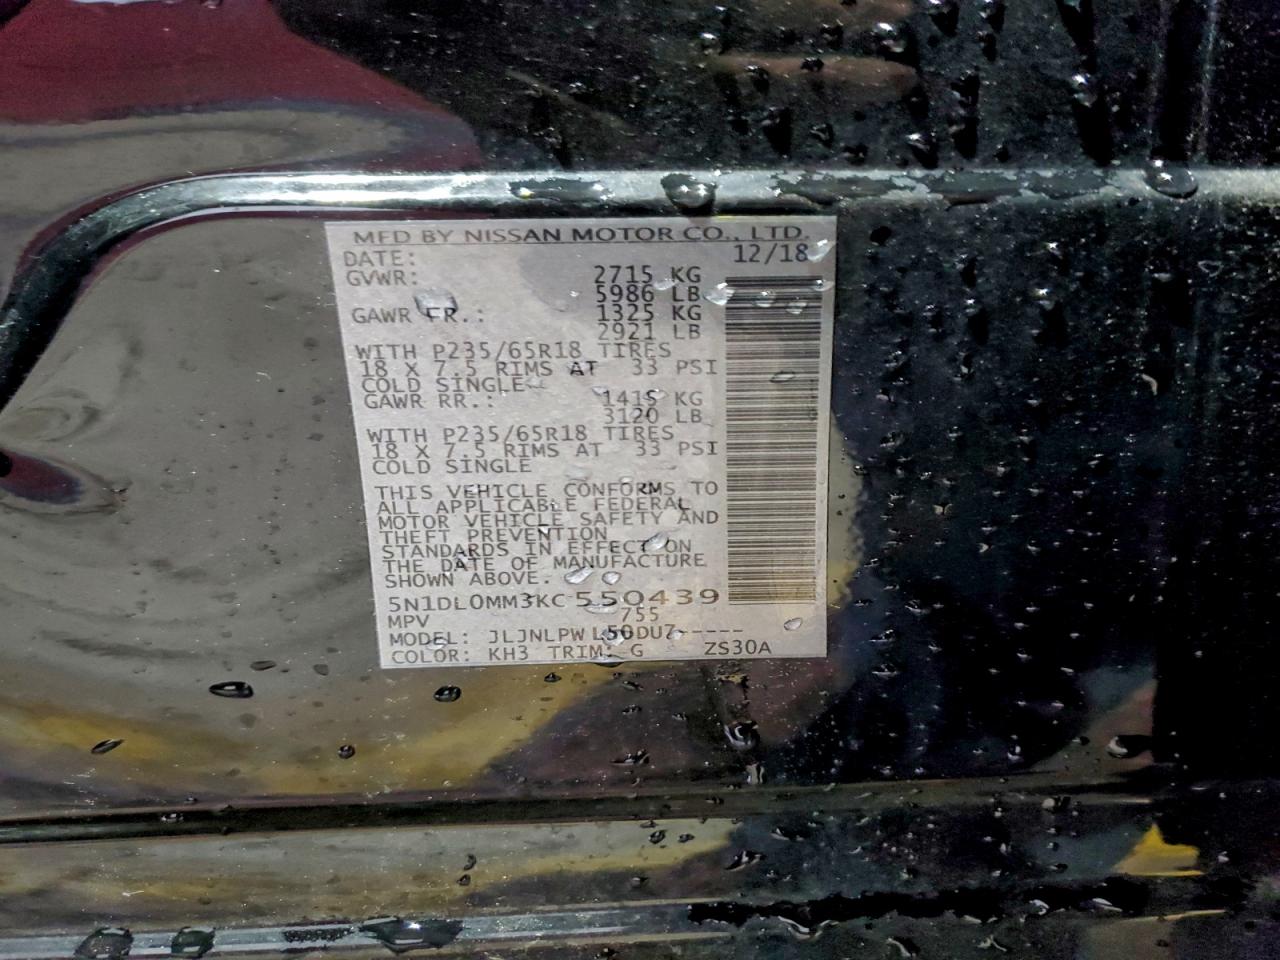 MFD BY NISSAN MOTOR CO., LTD.
DATE: 12/18
GVWR: 2715 KG
5986 LB
GAWR FR.: 1325 KG
2921 LB
WITH P235/65R18 TIRES
18 X 7.5 RIMS AT 33 PSI
COLD SINGLE
GAWR RR.: 1415 KG
3120 LB
WITH P235/65R18 TIRES
18 X 7.5 RIMS AT 33 PSI
COLD SINGLE
THIS VEHICLE CONFORMS TO
ALL APPLICABLE FEDERAL
MOTOR VEHICLE SAFETY AND
THEFT PREVENTION
STANDARDS IN EFFECT ON
THE DATE OF MANUFACTURE
SHOWN ABOVE.
5N1DL0MM3KC550439
MPV 755
MODEL: JLJNLPWL50DU7-----
COLOR: KH3 TRIM: G ZS30A